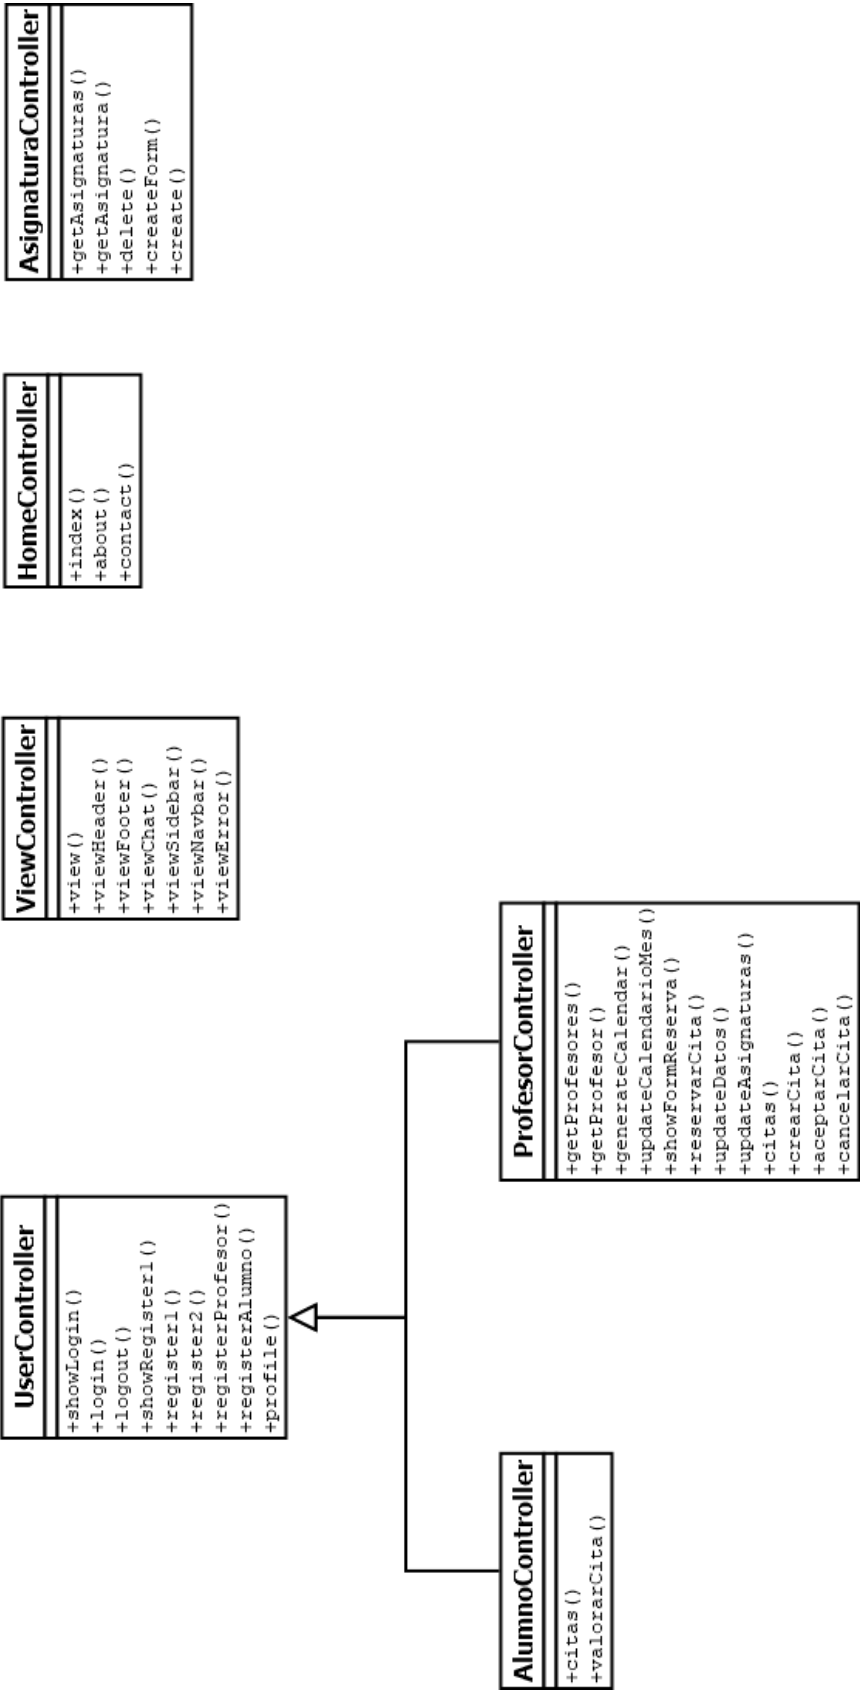 UserController
+showLogin()
+login()
+logout()
+showRegister1()
+register1()
+register2()
+registerProfesor()
+registerAlumno()
+profile()
ViewController
+view()
+viewHeader()
+viewFooter()
+viewChat()
+viewSidebar()
+viewNavbar()
+viewError()
HomeController
+index()
+about()
+contact()
AsignaturaController
+getAsignaturas()
+getAsignatura()
+delete()
+createForm()
+create()
AlumnoController
+citas()
+valorarCita()
ProfesorController
+getProfesores()
+getProfesor()
+generateCalendar()
+updateCalendarioMes()
+showFormReserva()
+reservarCita()
+updateDatos()
+updateAsignaturas()
+citas()
+crearCita()
+aceptarCita()
+cancelarCita()